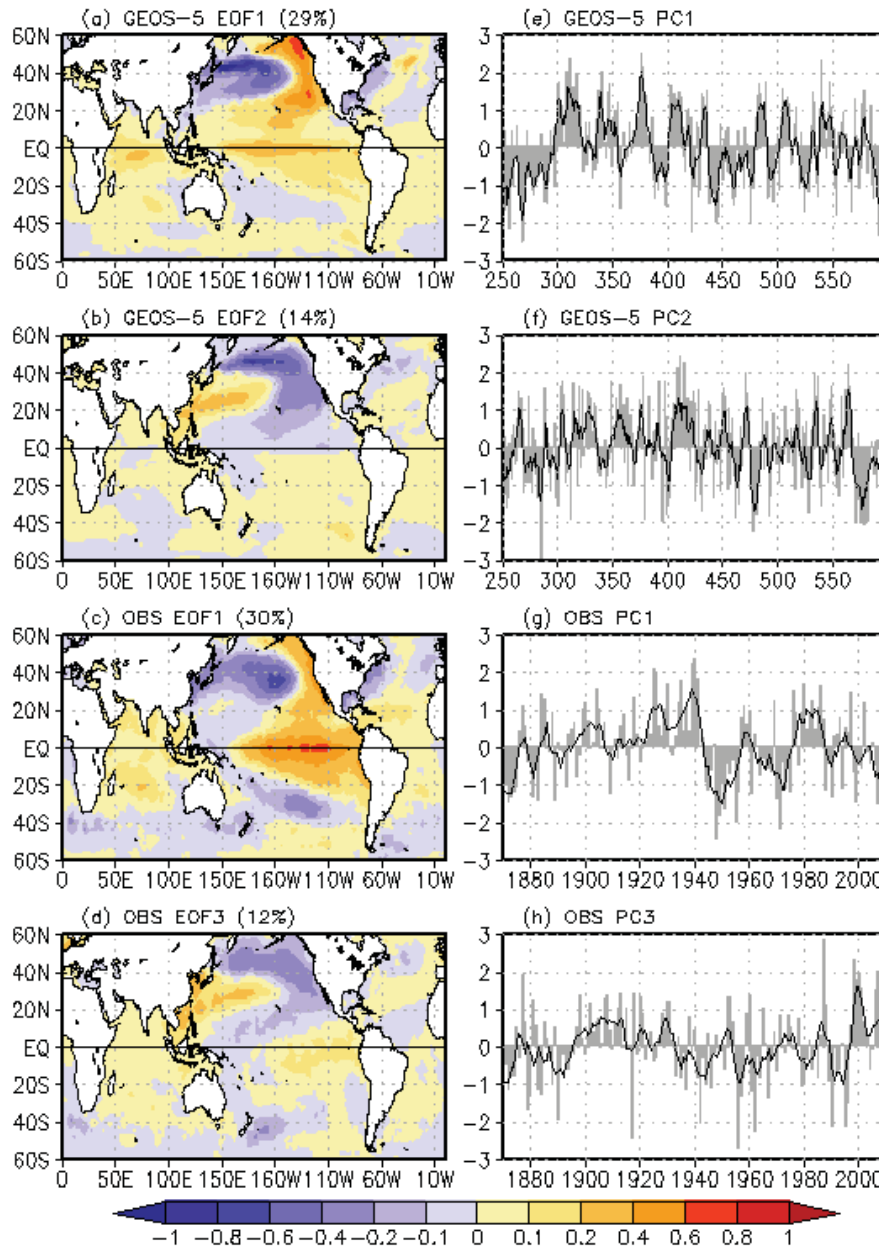 (a) GEOS-5 EOF1 (29%)
60N
40N
20N
EQ
20S
40S
60S
0 50E 100E 150E 160W 110W 60W 10W
(e) GEOS-5 PC1
3
2
1
0
-1
-2
-3
250 300 350 400 450 500 550
(b) GEOS-5 EOF2 (14%)
60N
40N
20N
EQ
20S
40S
60S
0 50E 100E 150E 160W 110W 60W 10W
(f) GEOS-5 PC2
3
2
1
0
-1
-2
-3
250 300 350 400 450 500 550
(c) OBS EOF1 (30%)
60N
40N
20N
EQ
20S
40S
60S
0 50E 100E 150E 160W 110W 60W 10W
(g) OBS PC1
3
2
1
0
-1
-2
-3
1880 1900 1920 1940 1960 1980 2000
(d) OBS EOF3 (12%)
60N
40N
20N
EQ
20S
40S
60S
0 50E 100E 150E 160W 110W 60W 10W
(h) OBS PC3
3
2
1
0
-1
-2
-3
1880 1900 1920 1940 1960 1980 2000
-1 -0.8 -0.6 -0.4 -0.2 -0.1 0 0.1 0.2 0.4 0.6 0.8 1